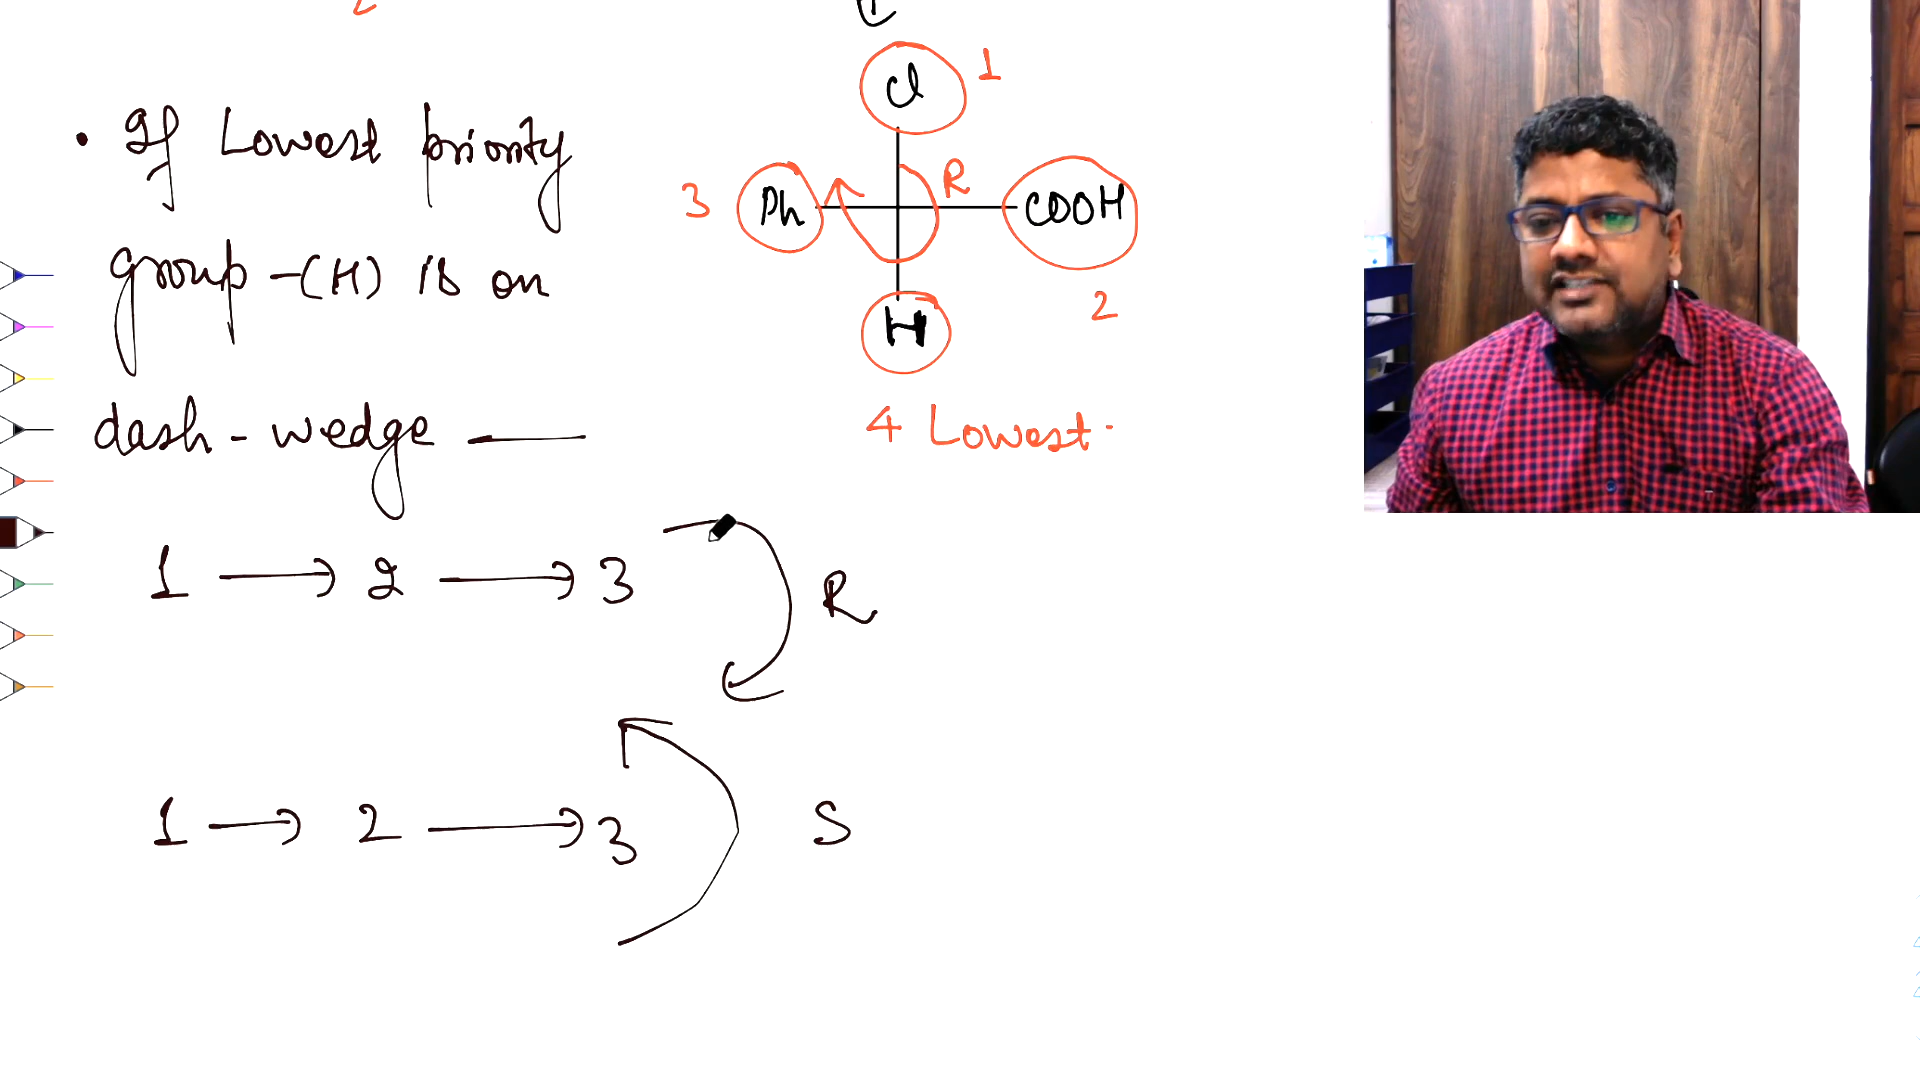 Cl 1
3 Ph R COOH
2
H
4 Lowest.
• If Lowest priority
group -(H) is on
dash - wedge —
1 → 2 → 3 R
1 → 2 → 3 S